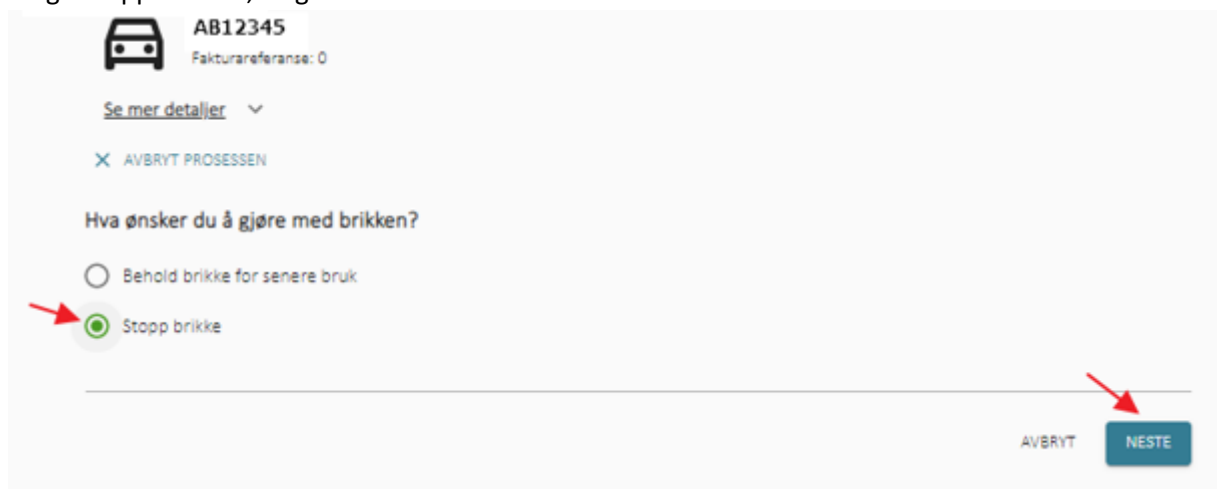 AB12345
Fakturareferanse: 0
Se mer detaljer
AVBRYT PROSESSEN
Hva ønsker du å gjøre med brikken?
Behold brikke for senere bruk
Stopp brikke
AVBRYT NESTE